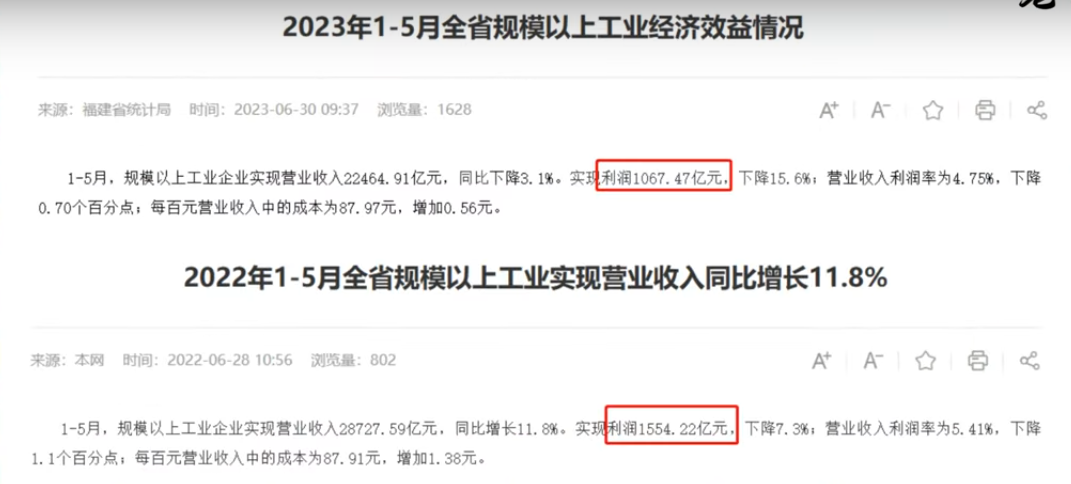 2023年1-5月全省规模以上工业经济效益情况
来源：福建省统计局 时间：2023-06-30 09:37 浏览量：1628
A+ A-
1-5月，规模以上工业企业实现营业收入22464.91亿元，同比下降3.1%。实现利润1067.47亿元，下降15.6%；营业收入利润率为4.75%，下降
0.70个百分点；每百元营业收入中的成本为87.97元，增加0.56元。
2022年1-5月全省规模以上工业实现营业收入同比增长11.8%
来源：本网 时间：2022-06-28 10:56 浏览量：802
A+ A-
1-5月，规模以上工业企业实现营业收入28727.59亿元，同比增长11.8%。实现利润1554.22亿元，下降7.3%；营业收入利润率为5.41%，下降
1.1个百分点；每百元营业收入中的成本为87.91元，增加1.38元。